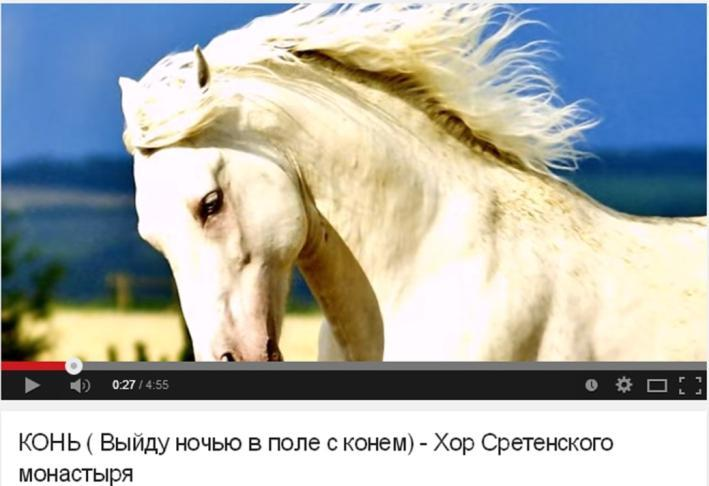 0:27 / 4:55
КОНЬ ( Выйду ночью в поле с конем) - Хор Сретенского
монастыря